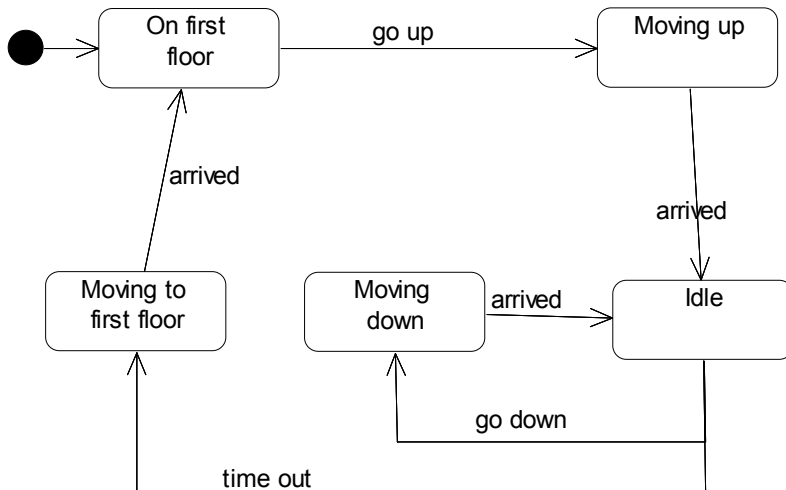 On first
floor
go up
Moving up
arrived
arrived
Moving to
first floor
Moving
down
arrived
Idle
go down
time out